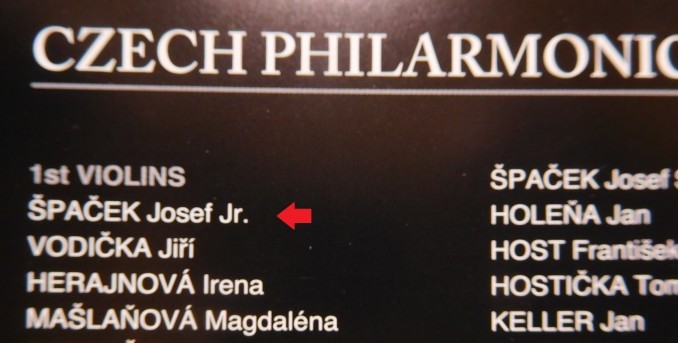 CZECH PHILARMONIC
1st VIOLINS
ŠPAČEK Josef Jr.
VODIČKA Jiří
HERAJNOVÁ Irena
MAŠLAŇOVÁ Magdaléna
ŠPAČEK Josef
HOLEŇA Jan
HOST František
HOSTIČKA
KELLER Jan